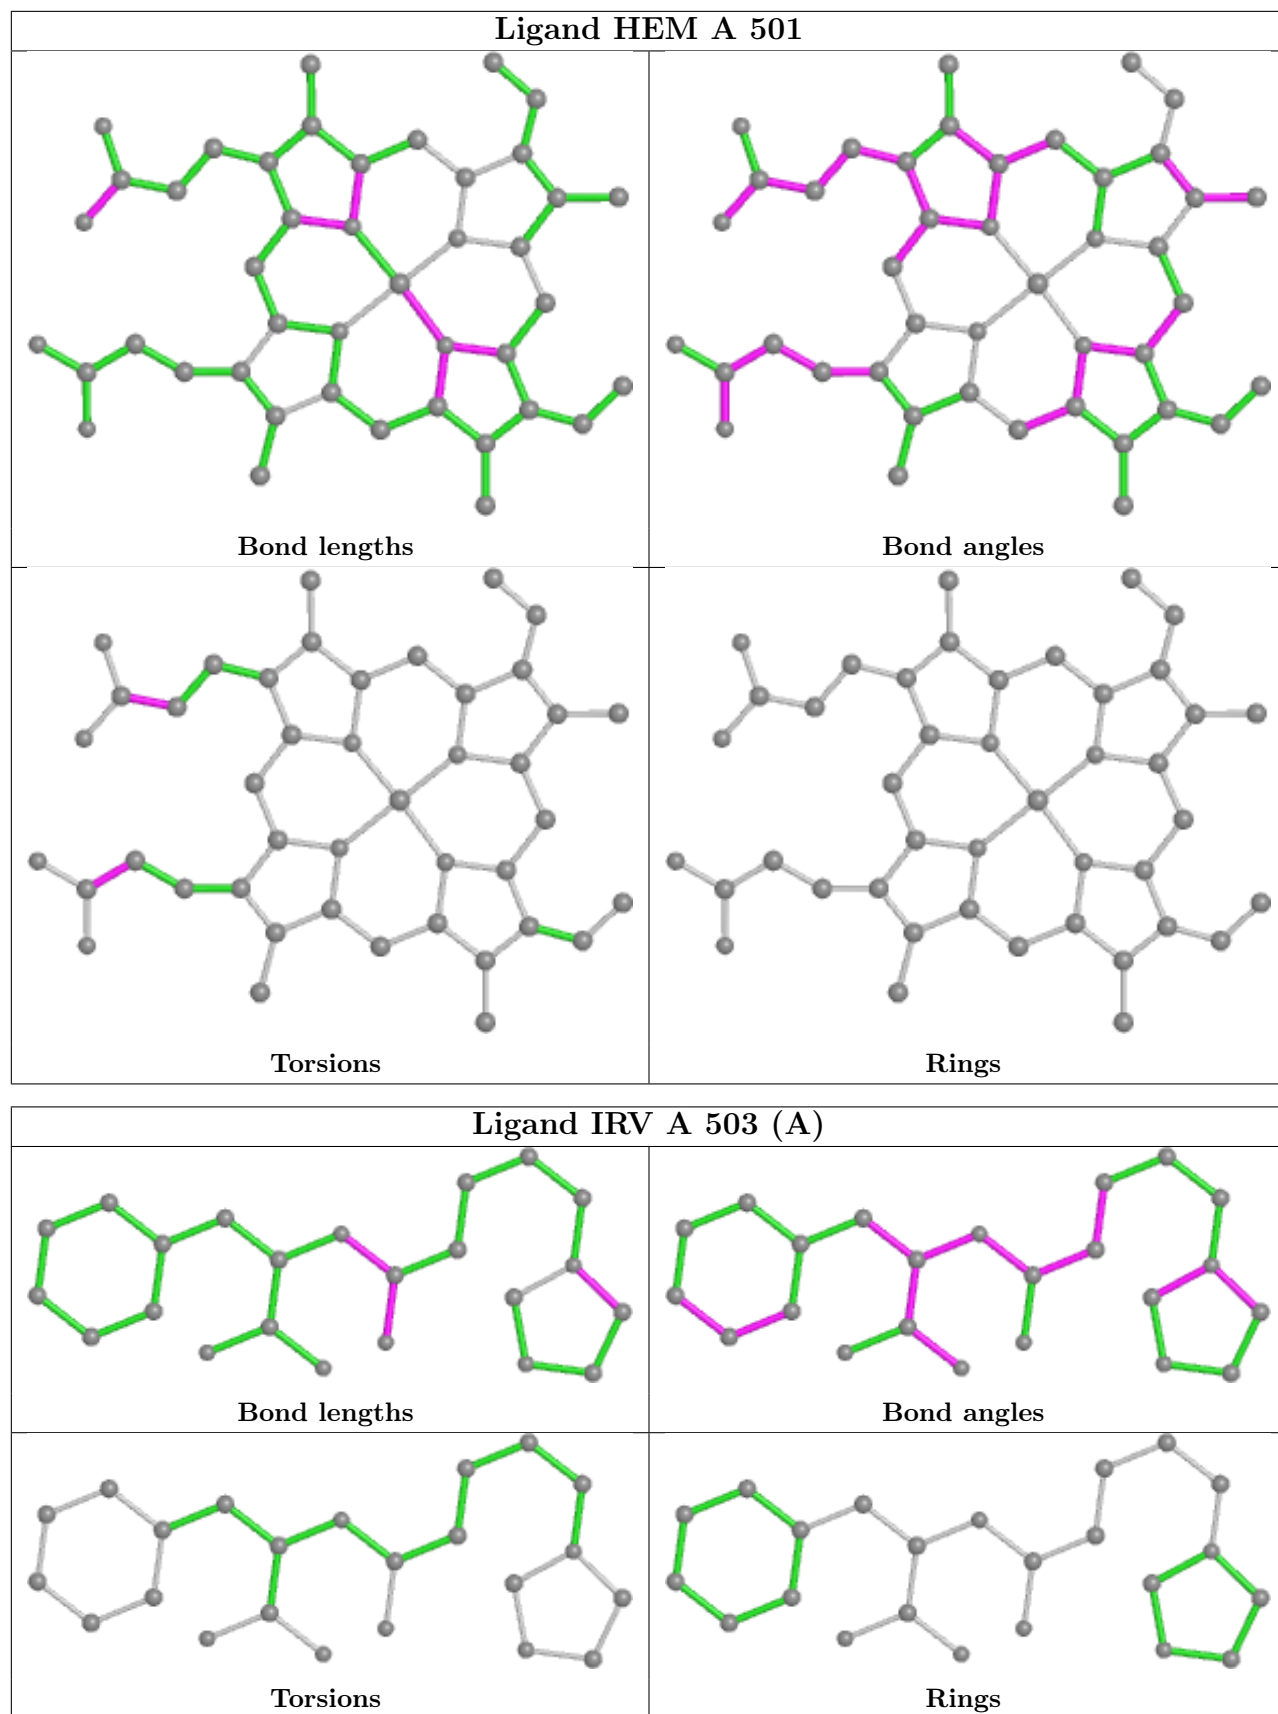 Ligand HEM A 501
Bond lengths
Bond angles
Torsions
Rings
Ligand IRV A 503 (A)
Bond lengths
Bond angles
Torsions
Rings